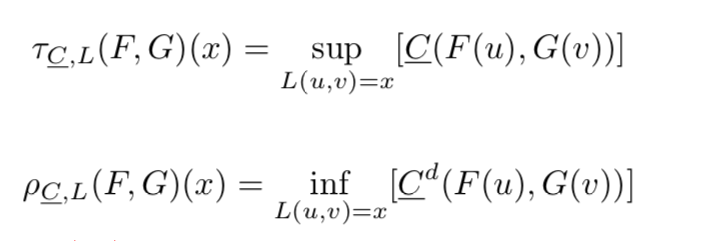 τ_{\underline{C},L}(F, G)(x) = sup_{L(u,v)=x} [\underline{C}(F(u), G(v))]
ρ_{\underline{C},L}(F, G)(x) = inf_{L(u,v)=x} [\underline{C}^d(F(u), G(v))]